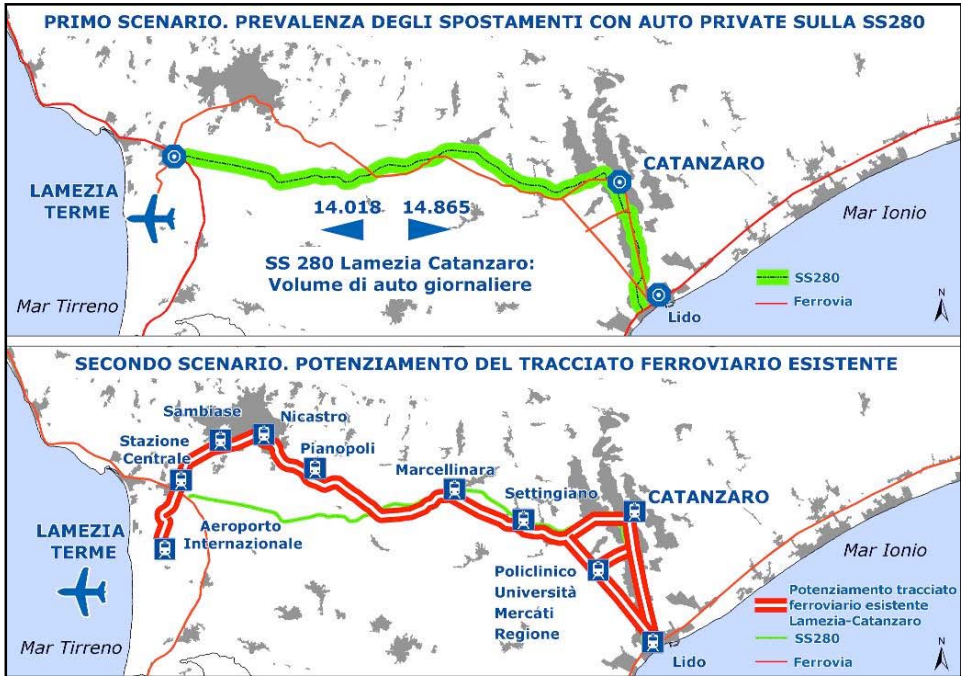 PRIMO SCENARIO. PREVALENZA DEGLI SPOSTAMENTI CON AUTO PRIVATE SULLA SS280
LAMEZIA
TERME
CATANZARO
14.018 14.865
SS 280 Lamezia Catanzaro:
Volume di auto giornaliere
Mar Ionio
Mar Tirreno
Lido
SS280
Ferrovia
N
SECONDO SCENARIO. POTENZIAMENTO DEL TRACCIATO FERROVIARIO ESISTENTE
Sambiase
Nicastro
Stazione
Centrale
Pianopoli
Marcellinara
Settingiano
CATANZARO
Aeroporto
Internazionale
LAMEZIA
TERME
Policlinico
Università
Mercáti
Regione
Mar Ionio
Mar Tirreno
Lido
Potenziamento tracciato
ferroviario esistente
Lamezia-Catanzaro
SS280
Ferrovia
N